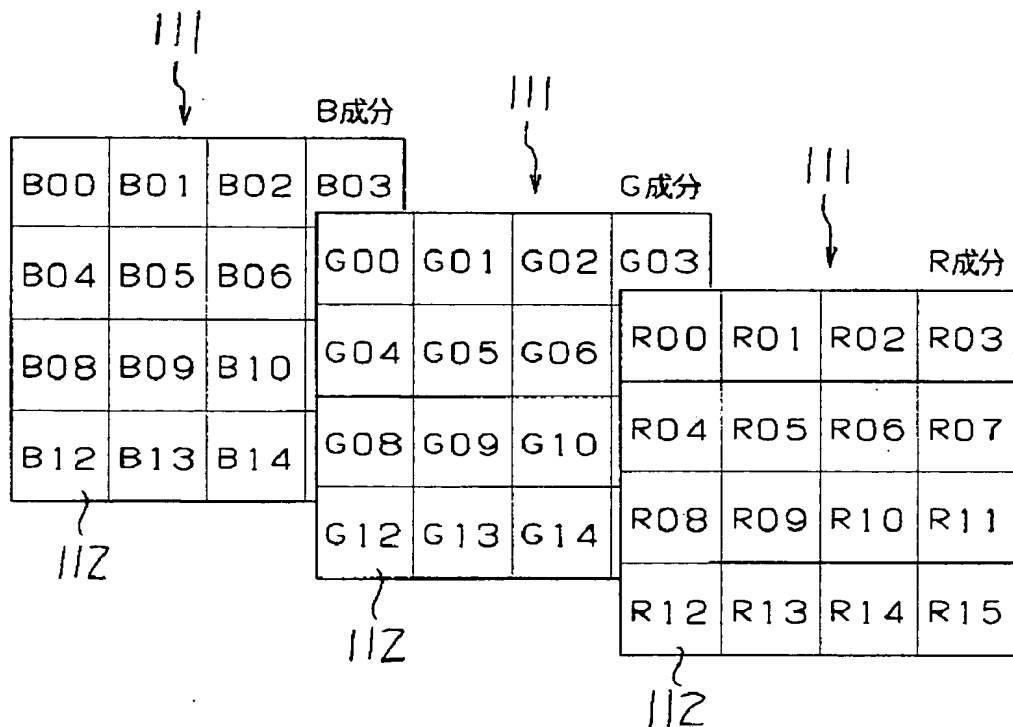 111
B成分
B00 B01 B02 B03
B04 B05 B06
B08 B09 B10
B12 B13 B14
112
111
G成分
G00 G01 G02 G03
G04 G05 G06
G08 G09 G10
G12 G13 G14
112
111
R成分
R00 R01 R02 R03
R04 R05 R06 R07
R08 R09 R10 R11
R12 R13 R14 R15
112